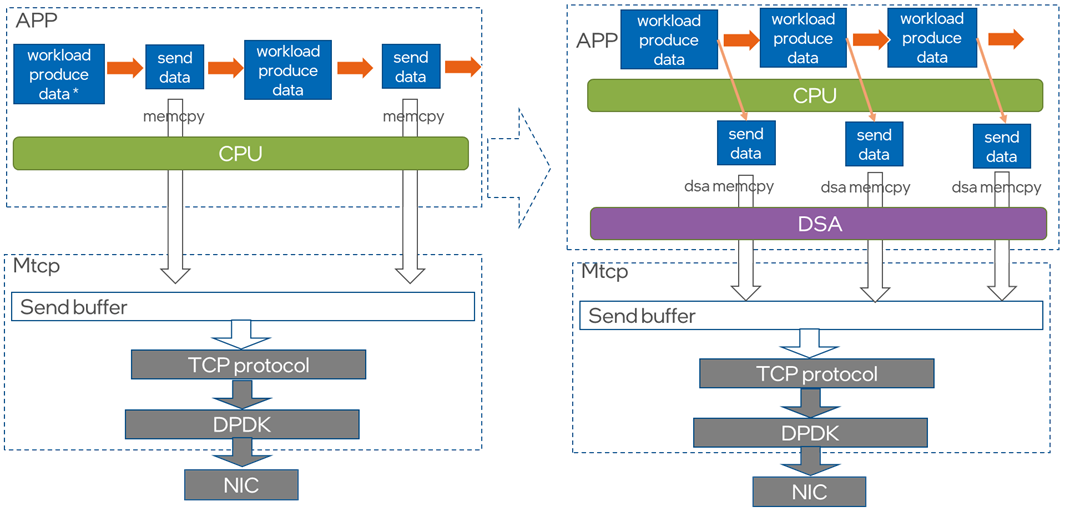 APP
workload
produce
data *
send
data
workload
produce
data
send
data
memcpy
memcpy
CPU
Mtcp
Send buffer
TCP protocol
DPDK
NIC
APP
workload
produce
data
workload
produce
data
workload
produce
data
CPU
send
data
send
data
send
data
dsa memcpy
dsa memcpy
dsa memcpy
DSA
Mtcp
Send buffer
TCP protocol
DPDK
NIC